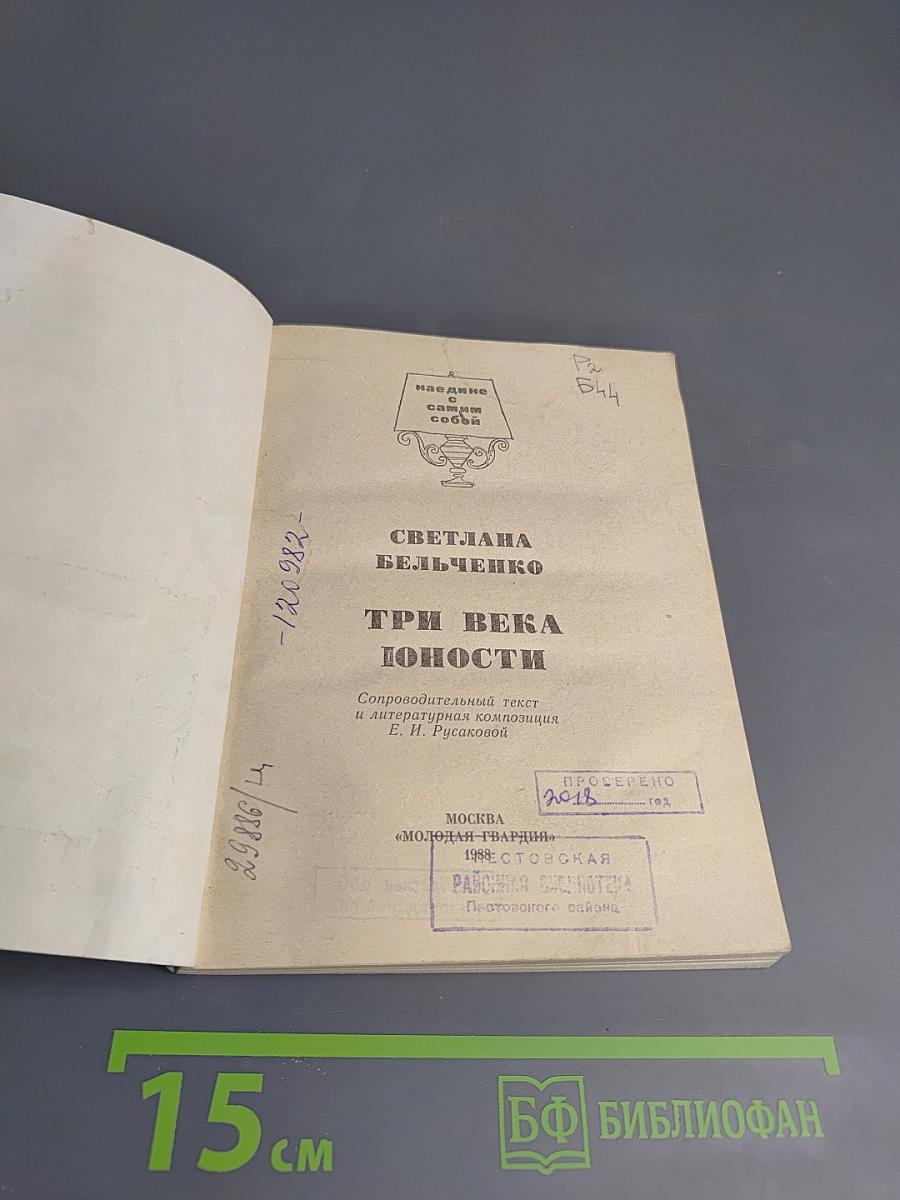 Р2
Б44
наедине
с
самим
собой
СВЕТЛАНА
БЕЛЬЧЕНКО
ТРИ ВЕКА
ЮНОСТИ
Сопроводительный текст
и литературная композиция
Е. И. Русаковой
-120982-
29886/ц
ПРОВЕРЕНО
2018 год
МОСКВА
«МОЛОДАЯ ГВАРДИЯ»
1988
ПЕСТОВСКАЯ
РАЙОННАЯ БИБЛИОТЕКА
Пестовского района
15 см
БФ БИБЛИОФАН